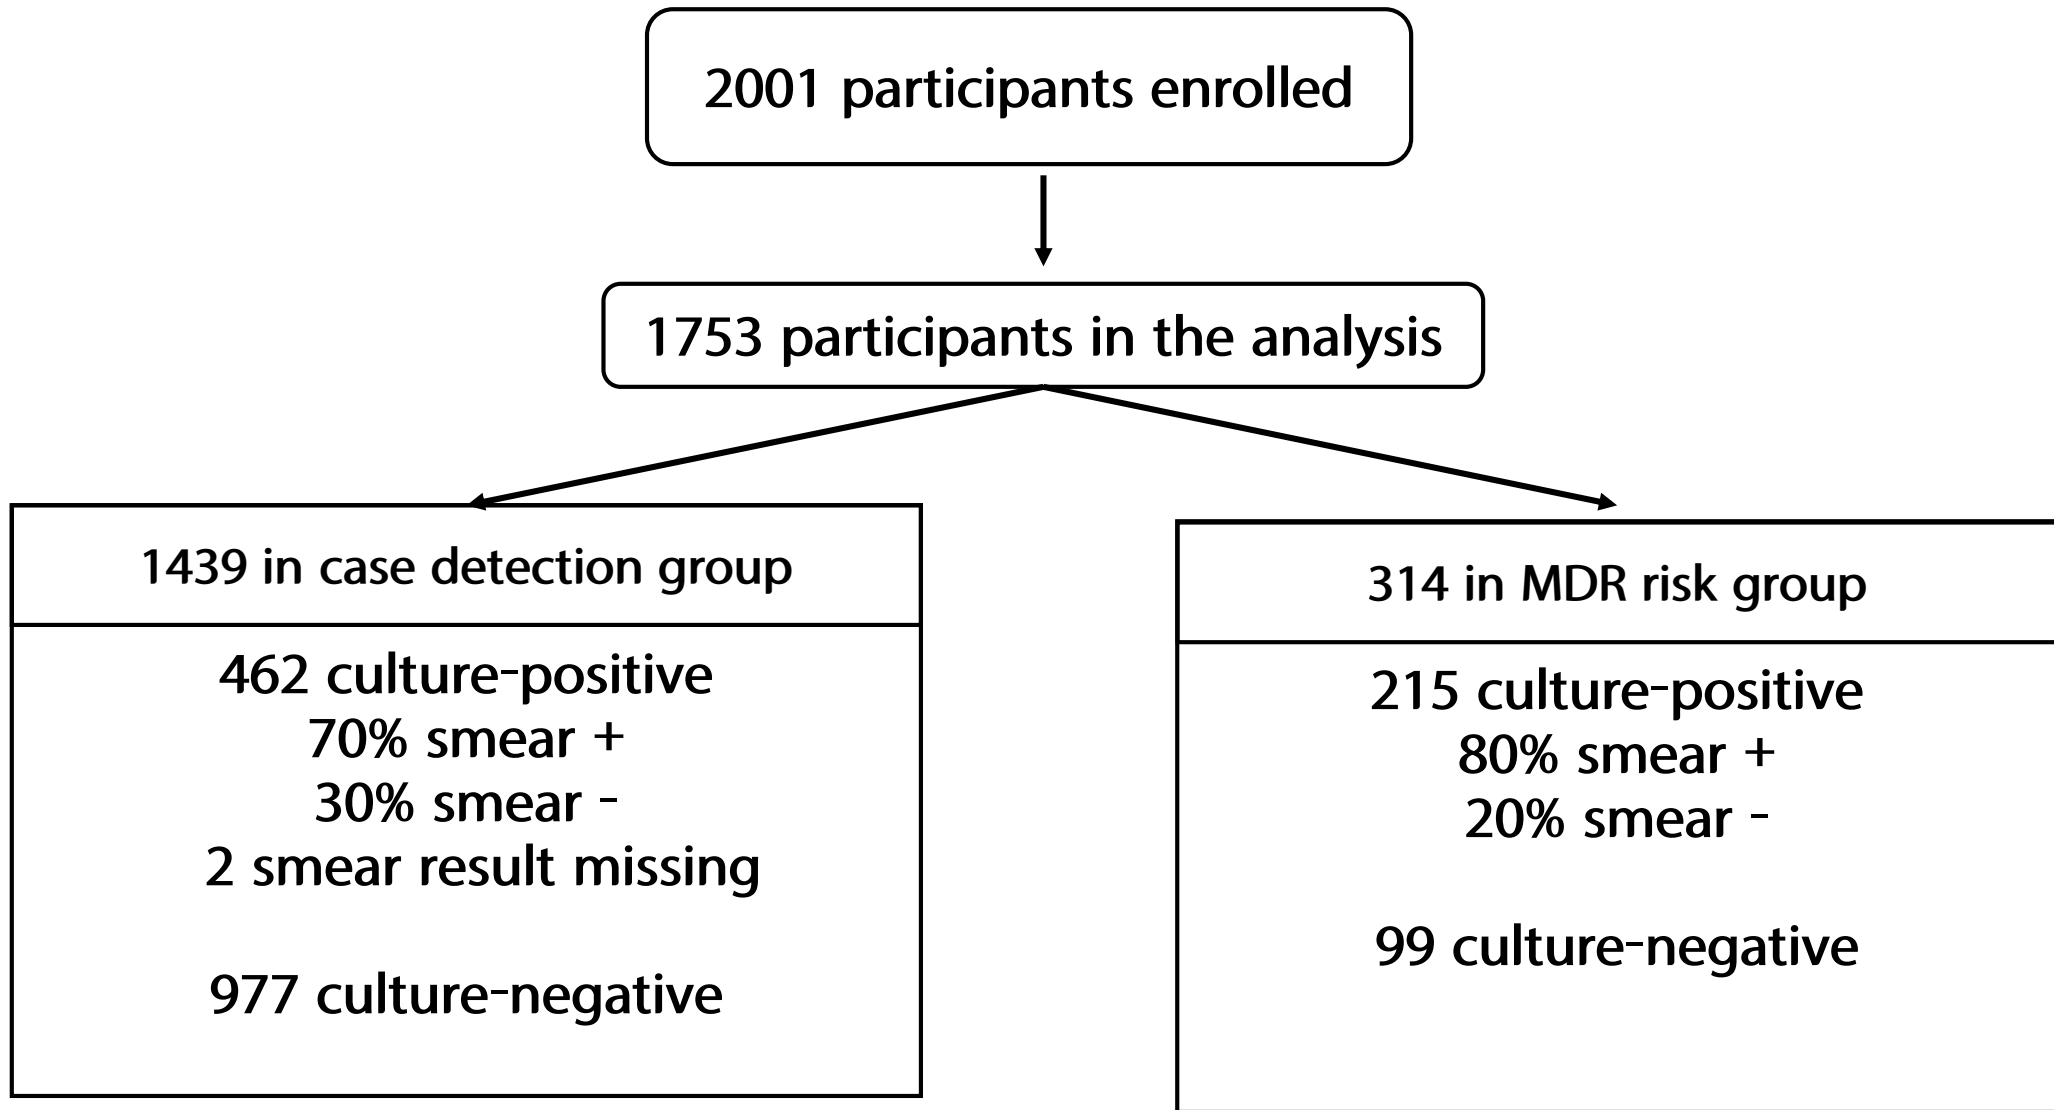 2001 participants enrolled
1753 participants in the analysis
1439 in case detection group
462 culture-positive
70% smear +
30% smear -
2 smear result missing
977 culture-negative
314 in MDR risk group
215 culture-positive
80% smear +
20% smear -
99 culture-negative